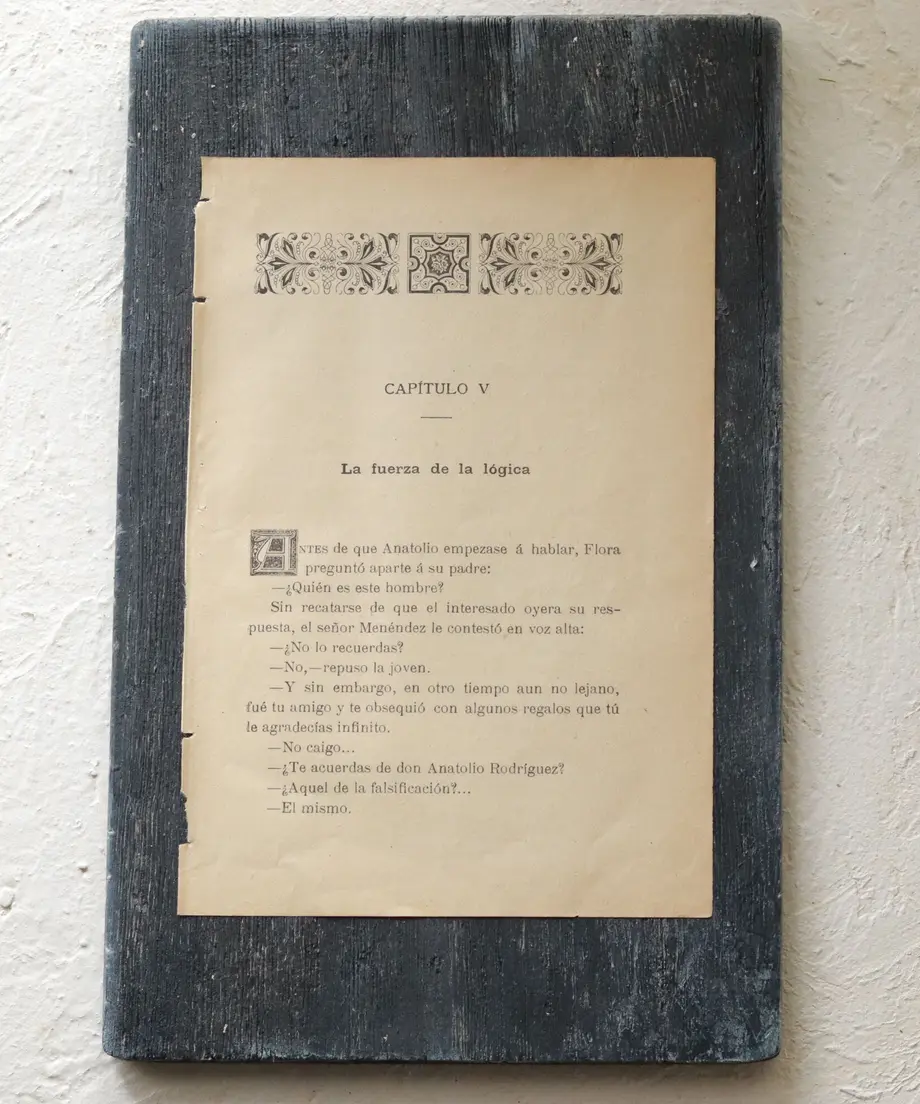 CAPÍTULO V
La fuerza de la lógica
ANTES de que Anatolio empezase á hablar, Flora
preguntó aparte á su padre:
—¿Quién es este hombre?
Sin recatarse de que el interesado oyera su res-
puesta, el señor Menéndez le contestó en voz alta:
—¿No lo recuerdas?
—No,—repuso la joven.
—Y sin embargo, en otro tiempo aun no lejano,
fué tu amigo y te obsequió con algunos regalos que tú
le agradecías infinito.
—No caigo...
—¿Te acuerdas de don Anatolio Rodríguez?
—¿Aquel de la falsificación?...
—El mismo.